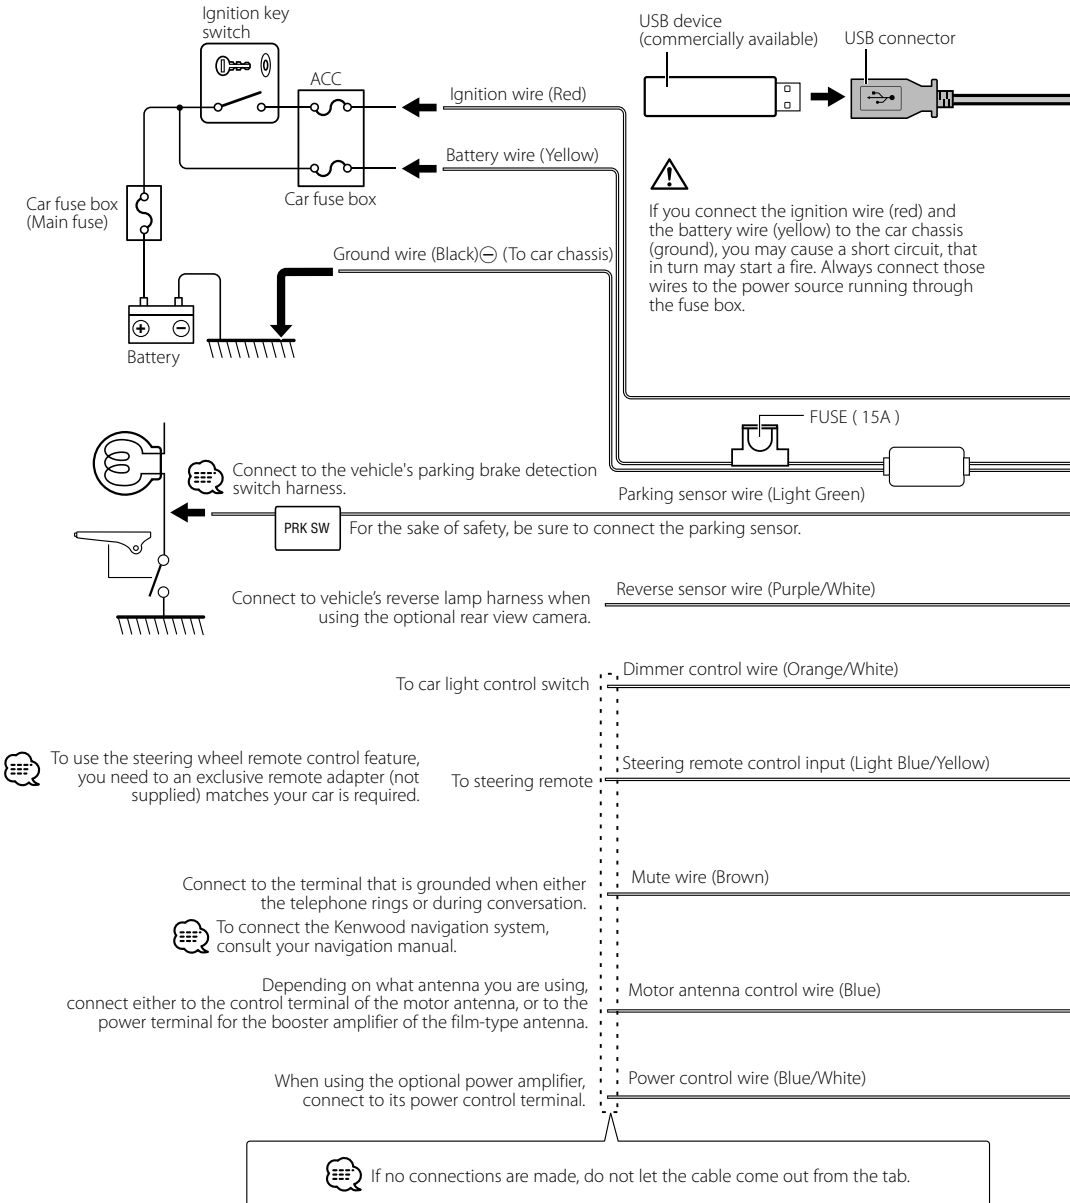 Ignition key
switch
ACC
Ignition wire (Red)
Battery wire (Yellow)
Car fuse box
Car fuse box
(Main fuse)
Ground wire (Black)⊖ (To car chassis)
Battery
USB device
(commercially available)
USB connector
If you connect the ignition wire (red) and
the battery wire (yellow) to the car chassis
(ground), you may cause a short circuit, that
in turn may start a fire. Always connect those
wires to the power source running through
the fuse box.
FUSE ( 15A )
Connect to the vehicle's parking brake detection
switch harness.
Parking sensor wire (Light Green)
PRK SW
For the sake of safety, be sure to connect the parking sensor.
Connect to vehicle's reverse lamp harness when
using the optional rear view camera.
Reverse sensor wire (Purple/White)
To car light control switch
Dimmer control wire (Orange/White)
To use the steering wheel remote control feature,
you need to an exclusive remote adapter (not
supplied) matches your car is required.
To steering remote
Steering remote control input (Light Blue/Yellow)
Connect to the terminal that is grounded when either
the telephone rings or during conversation.
Mute wire (Brown)
To connect the Kenwood navigation system,
consult your navigation manual.
Depending on what antenna you are using,
connect either to the control terminal of the motor antenna, or to the
power terminal for the booster amplifier of the film-type antenna.
Motor antenna control wire (Blue)
When using the optional power amplifier,
connect to its power control terminal.
Power control wire (Blue/White)
If no connections are made, do not let the cable come out from the tab.